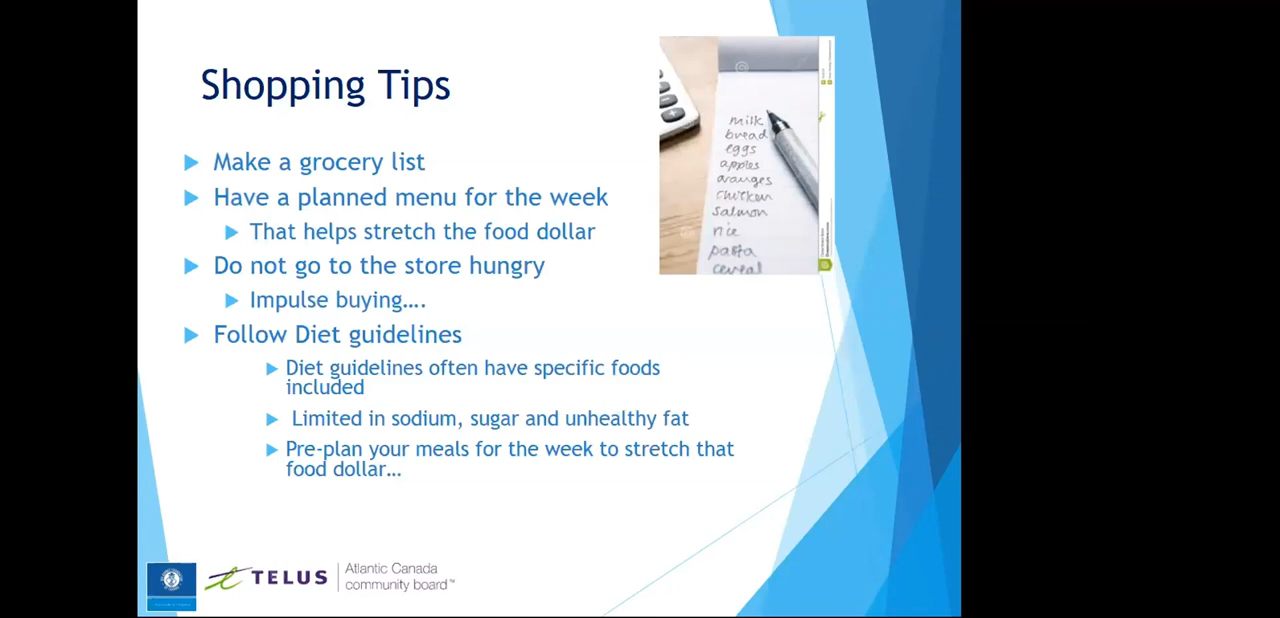 Shopping Tips
Make a grocery list
Have a planned menu for the week
That helps stretch the food dollar
Do not go to the store hungry
Impulse buying....
Follow Diet guidelines
Diet guidelines often have specific foods
included
Limited in sodium, sugar and unhealthy fat
Pre-plan your meals for the week to stretch that
food dollar…
milk
bread
eggs
apples
oranges
chicken
salmon
rice
pasta
cereal
TELUS
Atlantic Canada
community board™